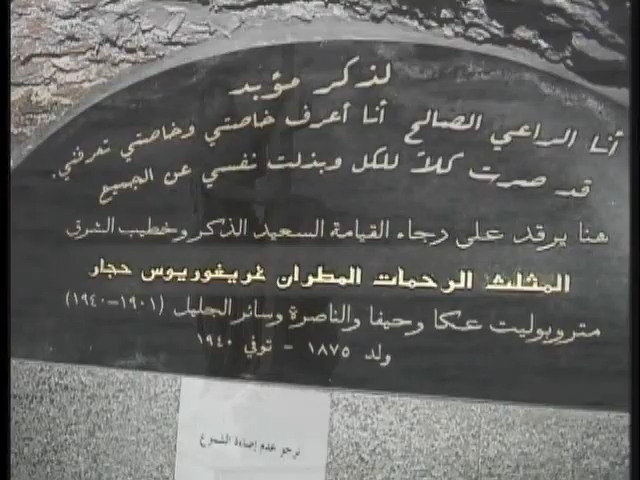 لذكر مؤبد
أنا الراعي الصالح أنا أعرف خاصتي وخاصتي تعرفني.
قد صرت كلاً للكل وبذلت نفسي عن الجميع
هنا يرقد على رجاء القيامة السعيد الذكر وخطيب الشرق
المثلث الرحمات المطران غريغوريوس حجار
متروبوليت عكا وحيفا والناصرة وسائر الجليل (١٩٠١-١٩٤٠)
ولد ١٨٧٥ - توفي ١٩٤٠
نرجو عدم إضاءة الشموع